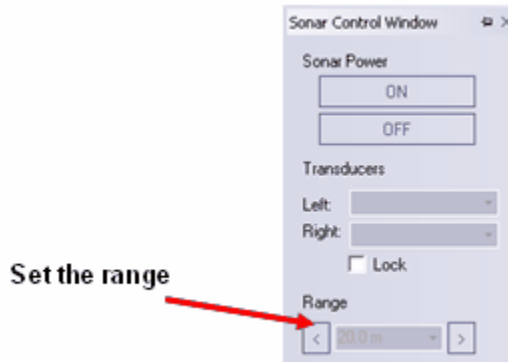 Sonar Control Window
Sonar Power
ON
OFF
Transducers
Left:
Right:
Lock
Set the range
Range
< 20.0 m >